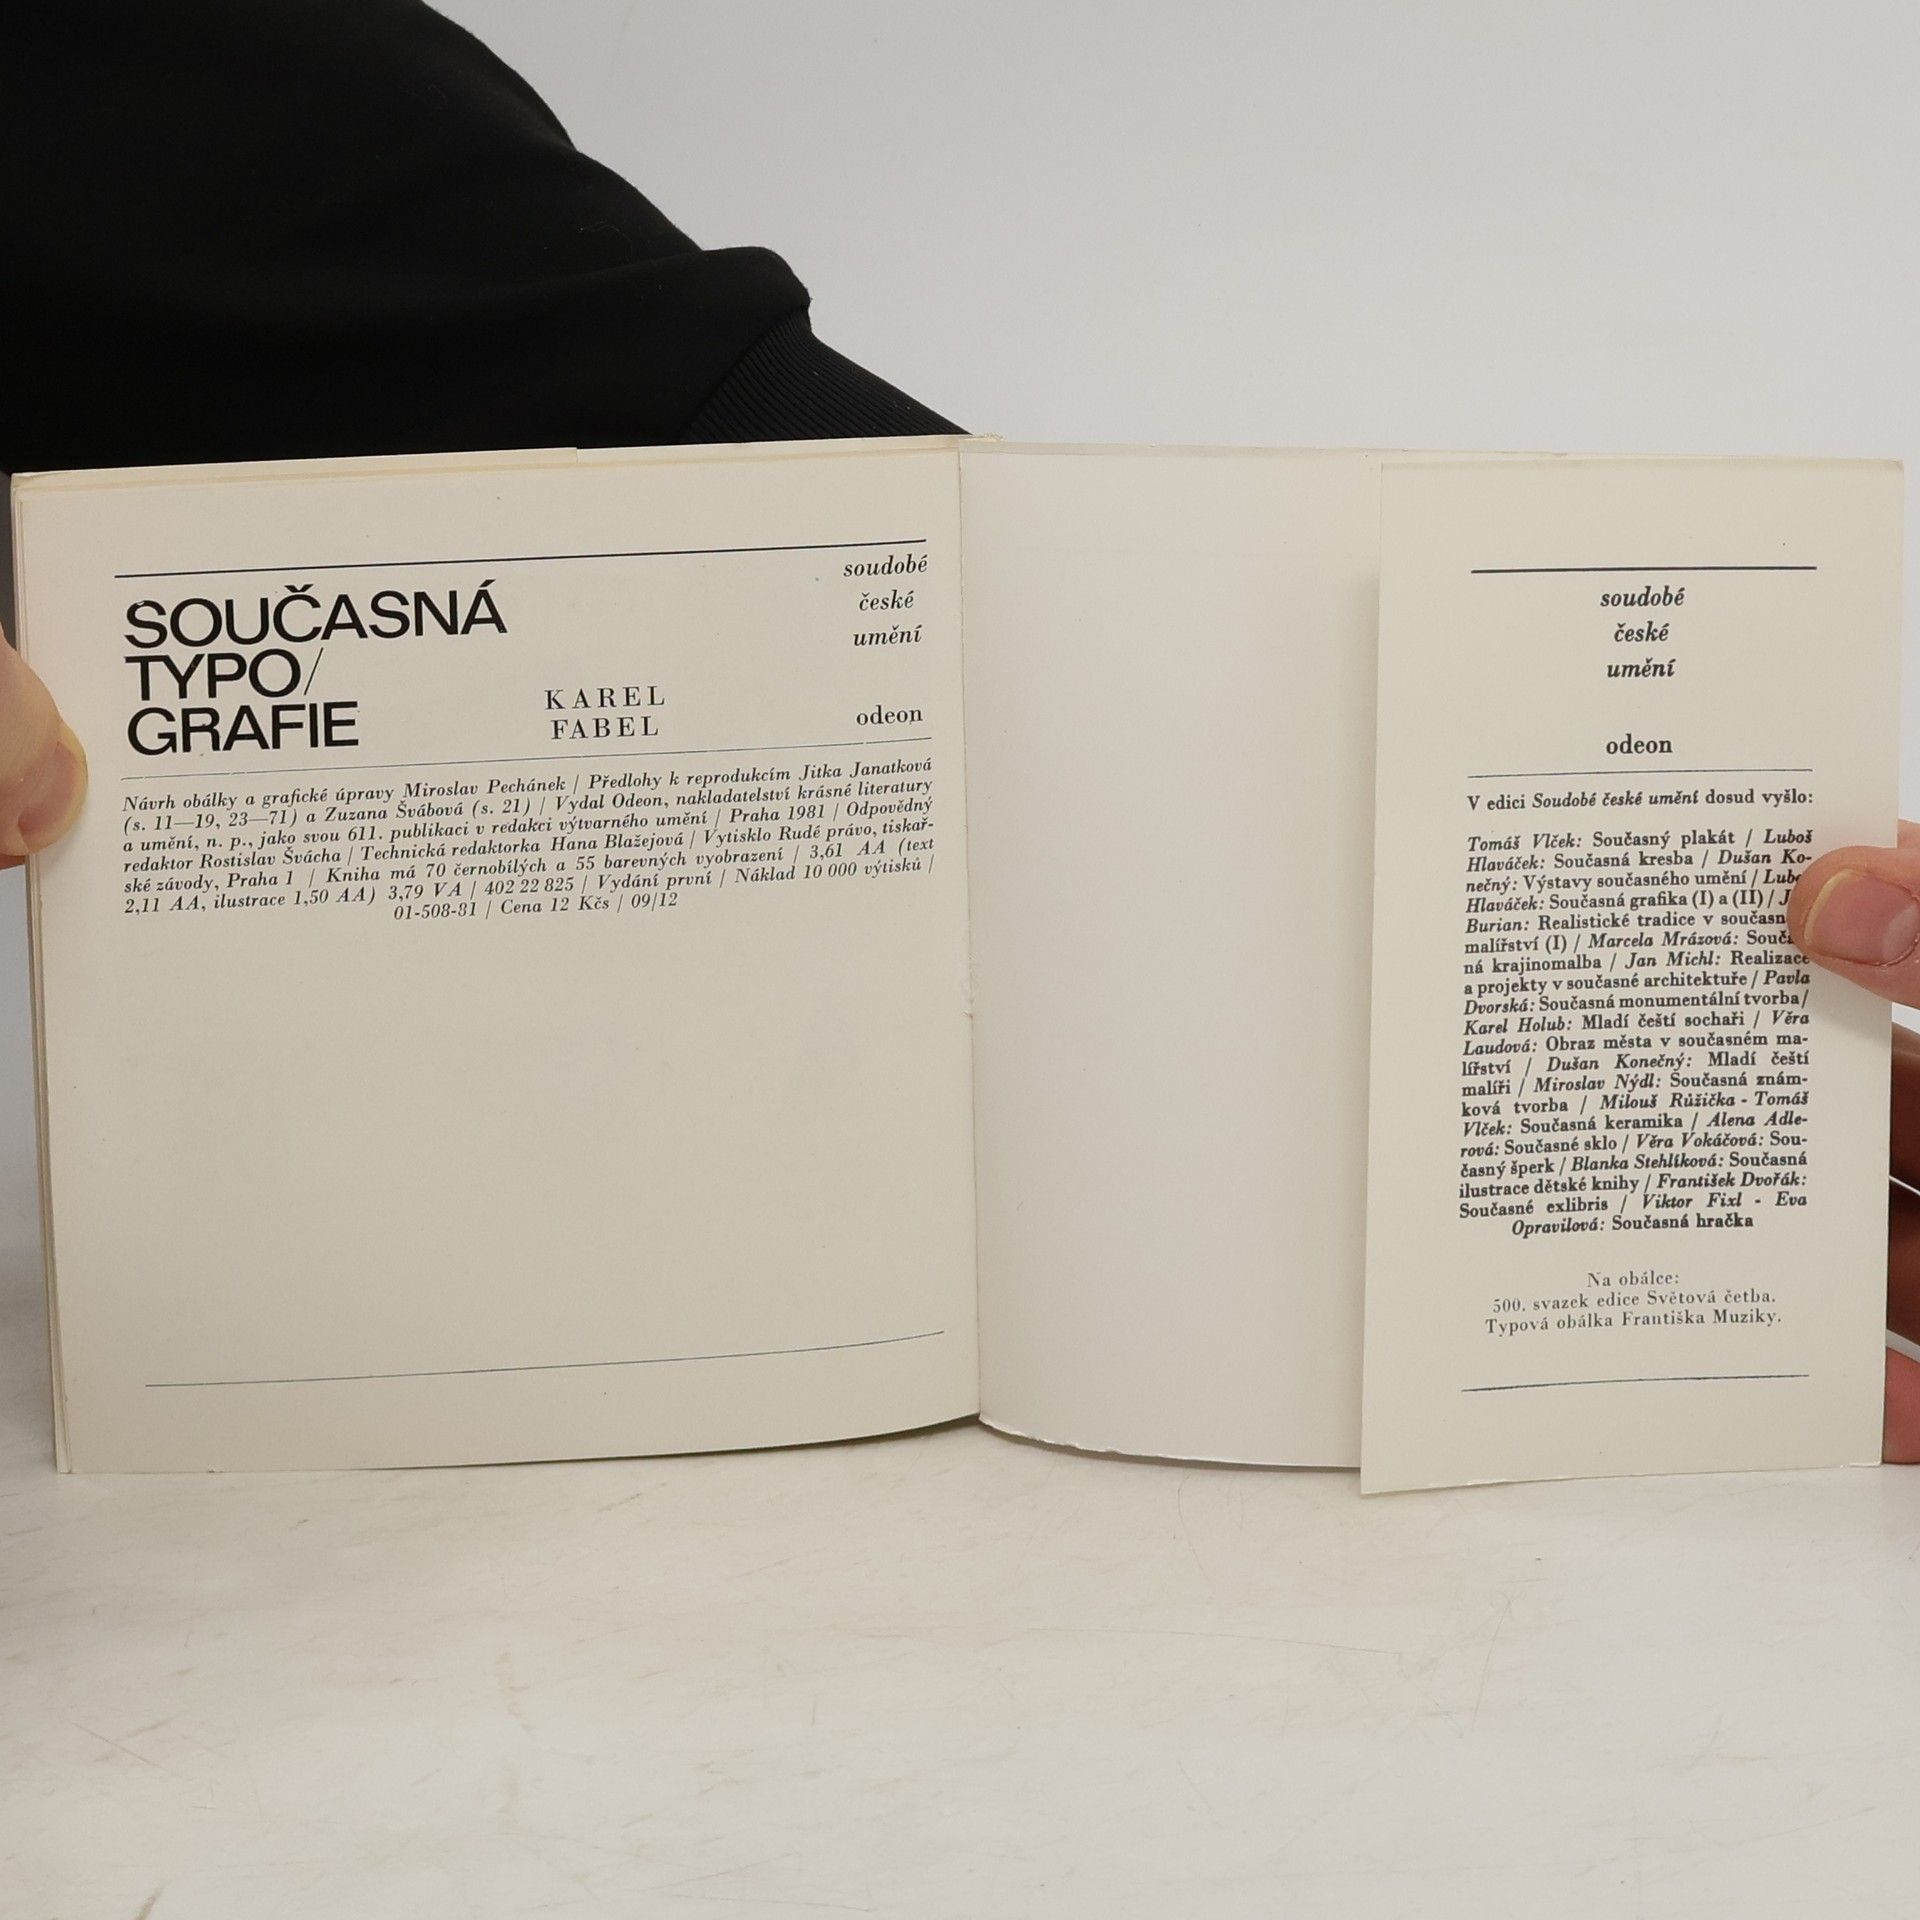 SOUČASNÁ
TYPO/
GRAFIE
KAREL
FABEL
soudobé
české
umění
odeon
Návrh obálky a grafické úpravy Miroslav Pechánek / Předlohy k reprodukcím Jitka Janatková
(s. 11—19, 23—71) a Zuzana Švábová (s. 21) / Vydal Odeon, nakladatelství krásné literatury
a umění, n. p., jako svou 611. publikaci v redakci výtvarného umění / Praha 1981 / Odpovědný
redaktor Rostislav Švácha / Technická redaktorka Hana Blažejová / Vytisklo Rudé právo, tiskař-
ské závody, Praha 1 / Kniha má 70 černobílých a 55 barevných vyobrazení / 3,61 AA (text
2,11 AA, ilustrace 1,50 AA) 3,79 VA / 402 22 825 / Vydání první / Náklad 10 000 výtisků /
01-508-81 / Cena 12 Kčs / 09/12
soudobé
české
umění
odeon
V edici Soudobé české umění dosud vyšlo:
Tomáš Vlček: Současný plakát / Luboš
Hlaváček: Současná kresba / Dušan Ko-
nečný: Výstavy současného umění /
Hlaváček: Současná grafika (I) a (II) /
Burian: Realistické tradice v
malířství (I) / Marcela Mrázová:
ná krajinomalba / Jan Michl: Realizace
a projekty v současné architektuře / Pavla
Dvorská: Současná monumentální tvorba /
Karel Holub: Mladí čeští sochaři / Věra
Laudová: Obraz města v současném ma-
lířství / Dušan Konečný: Mladí čeští
malíři / Miroslav Nýdl: Současná znám-
ková tvorba / Milouš Růžička - Tomáš
Vlček: Současná keramika / Alena Adle-
rová: Současné sklo / Věra Vokáčová: Sou-
časný šperk / Blanka Stehlíková: Současná
ilustrace dětské knihy / František Dvořák:
Současné exlibris / Viktor Fixl - Eva
Opravilová: Současná hračka
Na obálce:
500. svazek edice Světová četba.
Typová obálka Františka Muziky.